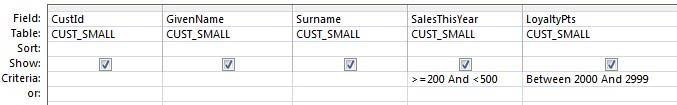 Field: CustId GivenName Surname SalesThisYear LoyaltyPts
Table: CUST_SMALL CUST_SMALL CUST_SMALL CUST_SMALL CUST_SMALL
Sort:
Show:
Criteria: >=200 And <500 Between 2000 And 2999
or: